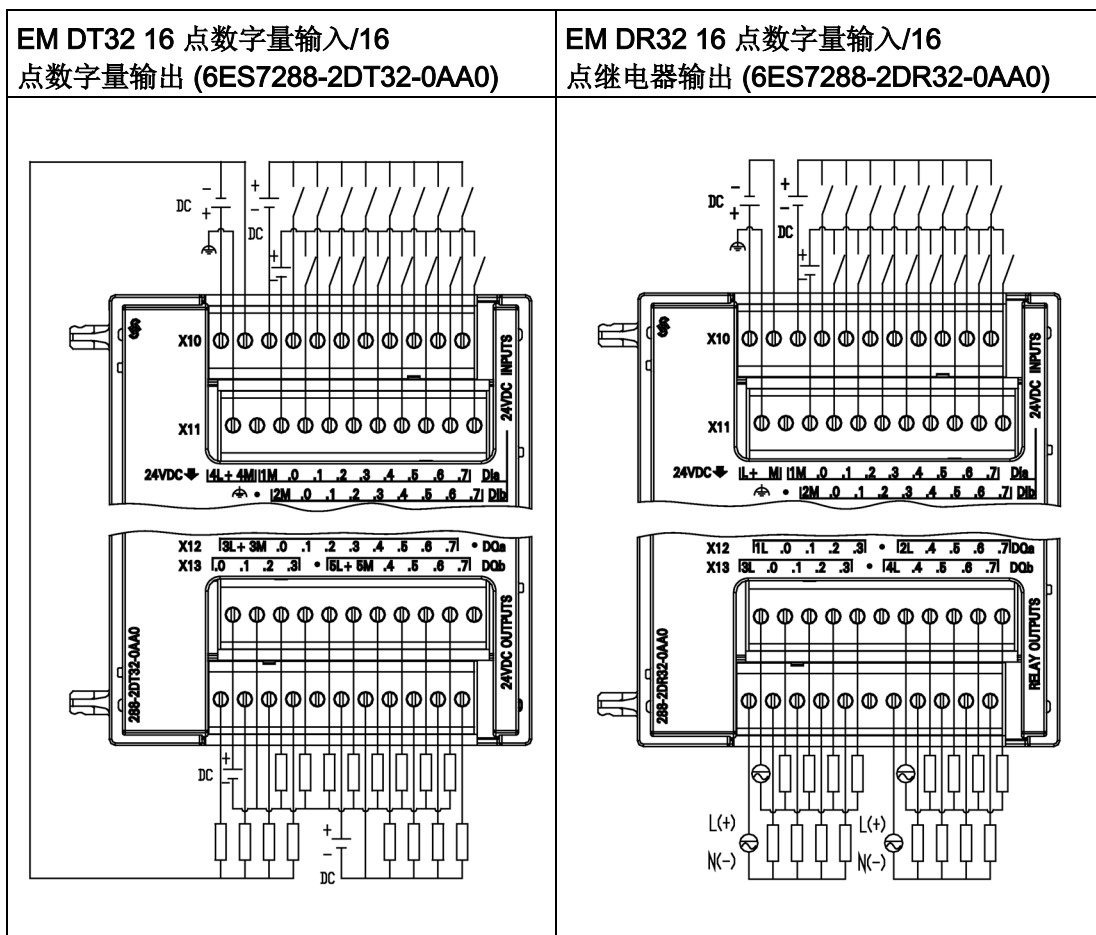 EM DT32 16 点数字量输入/16
点数字量输出 (6ES7288-2DT32-0AA0)
EM DR32 16 点数字量输入/16
点继电器输出 (6ES7288-2DR32-0AA0)
- +
DC
+ -
DC
+ -
X10
X11
24VDC INPUTS
24VDC 4L+ 4M 1M .0 .1 .2 .3 .4 .5 .6 .7 DIa
• 2M .0 .1 .2 .3 .4 .5 .6 .7 DIb
X12 3L+ 3M .0 .1 .2 .3 .4 .5 .6 .7 • DQa
X13 .0 .1 .2 .3 • 5L+ 5M .4 .5 .6 .7 DQb
288-2DT32-0AA0
24VDC OUTPUTS
DC
+ -
+ -
DC
- +
DC
+ -
DC
+ -
X10
X11
24VDC INPUTS
24VDC L+ M 1M .0 .1 .2 .3 .4 .5 .6 .7 DIa
• 2M .0 .1 .2 .3 .4 .5 .6 .7 DIb
X12 1L .0 .1 .2 .3 • 2L .4 .5 .6 .7 DQa
X13 3L .0 .1 .2 .3 • 4L .4 .5 .6 .7 DQb
288-2DR32-0AA0
RELAY OUTPUTS
L(+) L(+)
N(-) N(-)